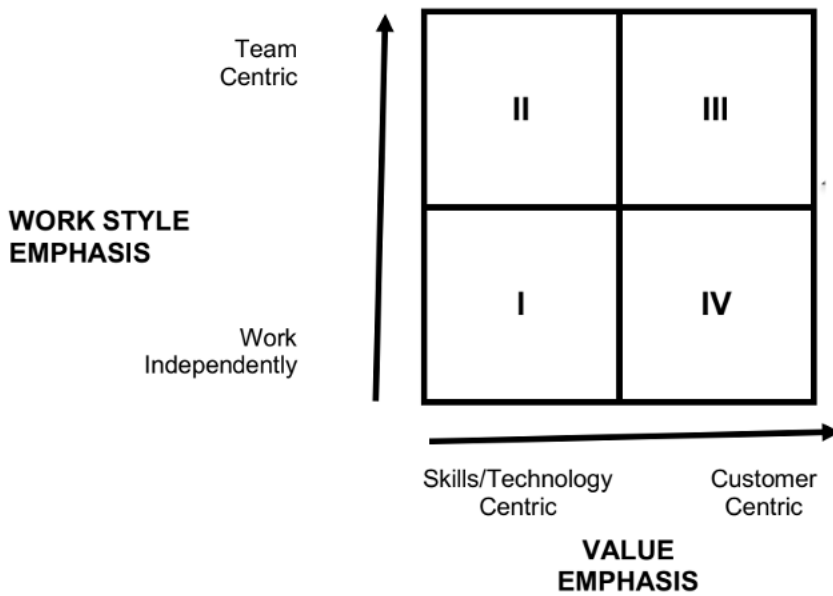 Team
Centric
II
III
WORK STYLE
EMPHASIS
I
IV
Work
Independently
Skills/Technology
Centric
Customer
Centric
VALUE
EMPHASIS